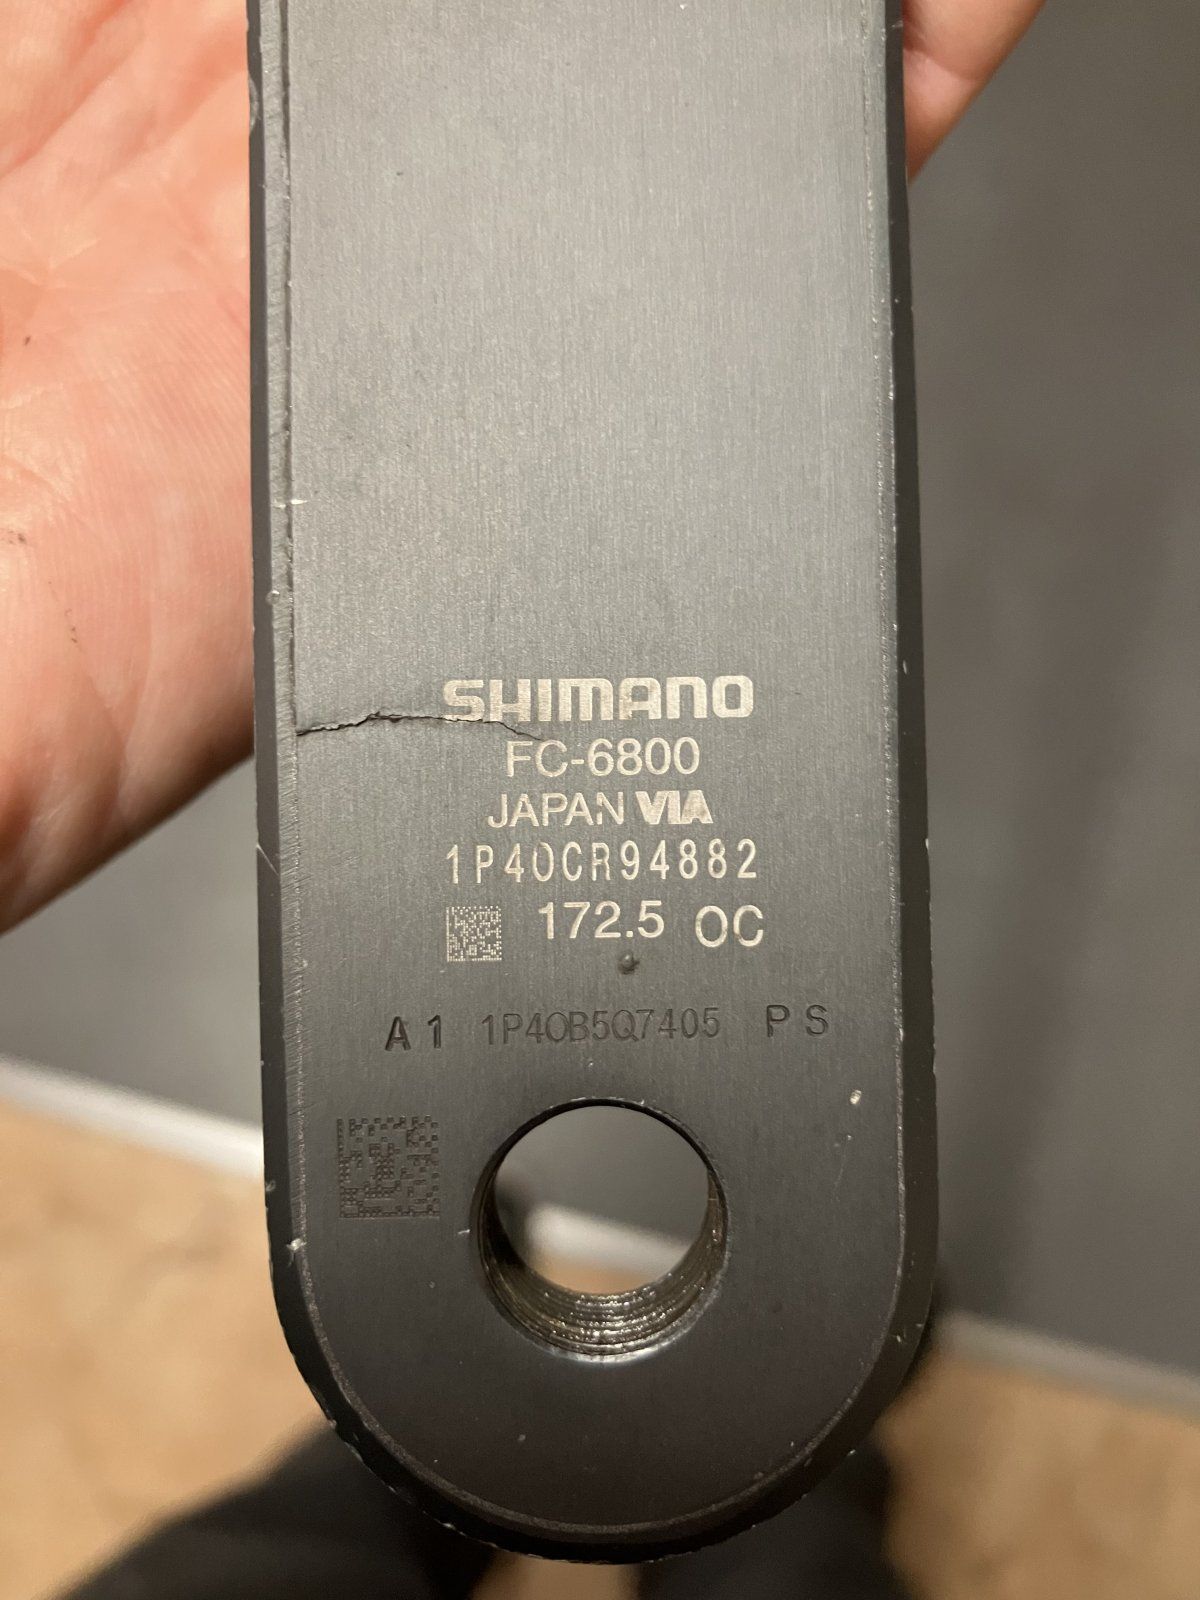 SHIMANO
FC-6800
JAPAN VIA
1P40CR94882
172.5 OC
A1 1P40B5Q7405 PS